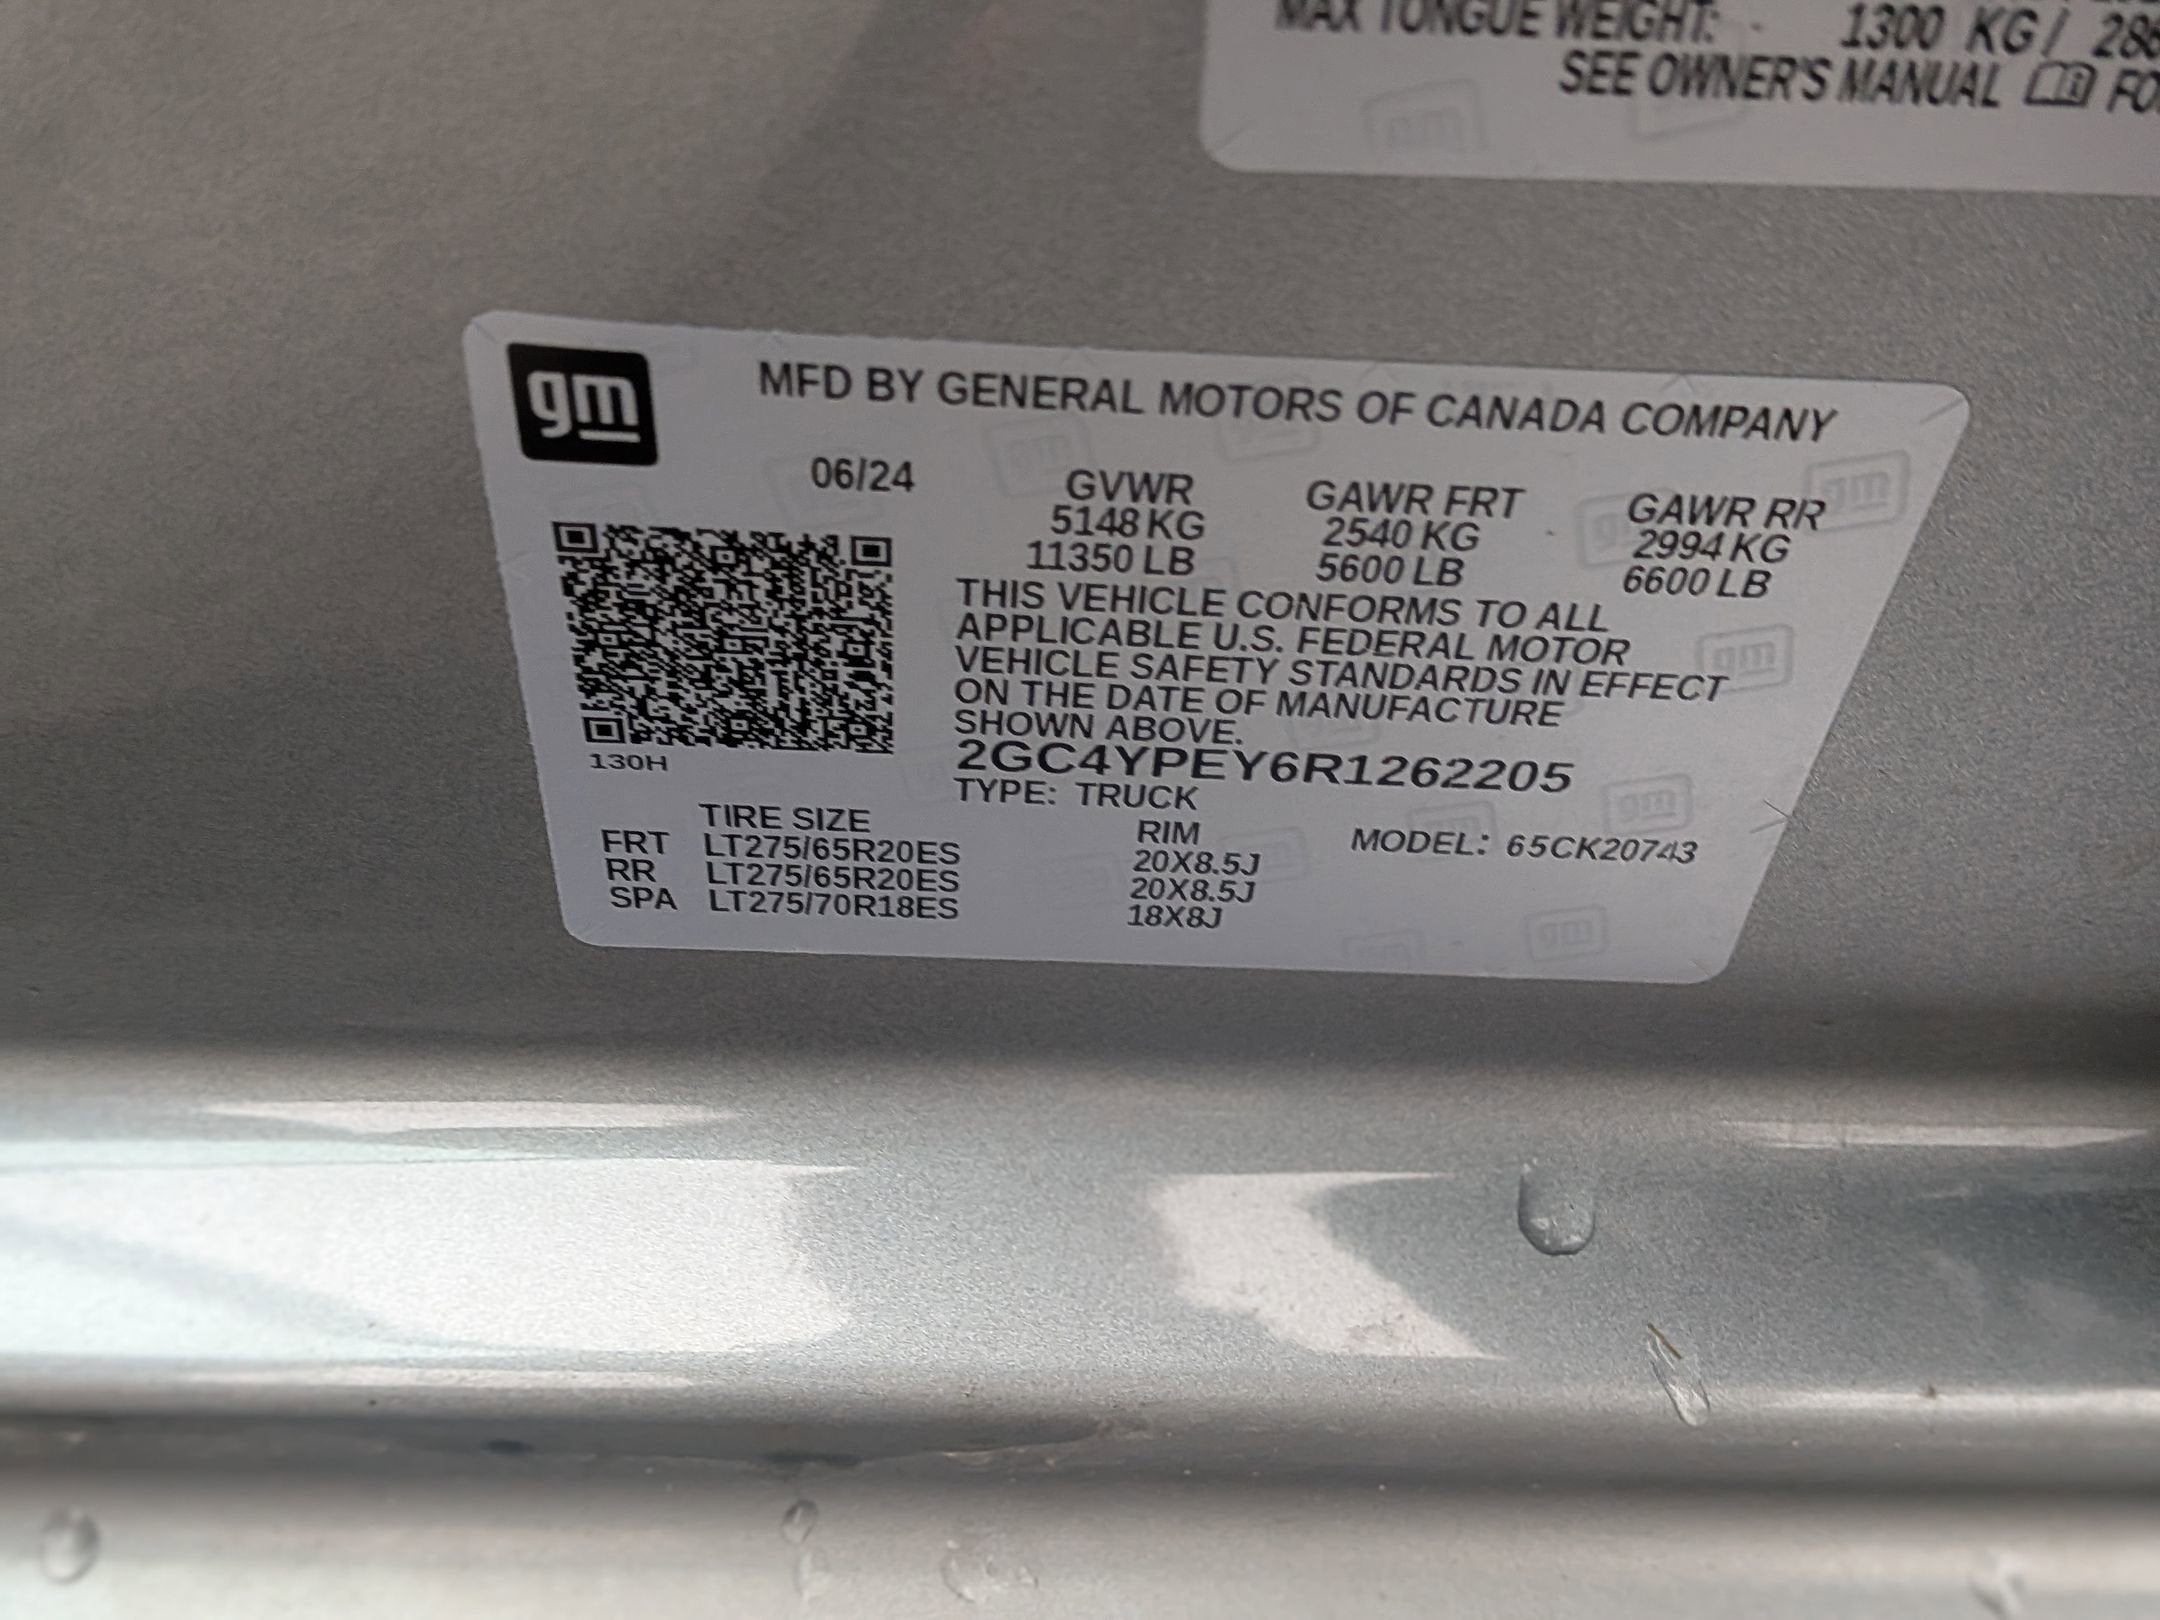 MAX TONGUE WEIGHT: 1300 KG/
SEE OWNER'S MANUAL
gm
MFD BY GENERAL MOTORS OF CANADA COMPANY
06/24 GVWR GAWR FRT GAWR RR
5148 KG 2540 KG 2994 KG
11350 LB 5600 LB 6600 LB
THIS VEHICLE CONFORMS TO ALL
APPLICABLE U.S. FEDERAL MOTOR
VEHICLE SAFETY STANDARDS IN EFFECT
ON THE DATE OF MANUFACTURE
SHOWN ABOVE.
2GC4YPEY6R1262205
130H
TYPE: TRUCK
TIRE SIZE RIM MODEL: 65CK20743
FRT LT275/65R20ES 20X8.5J
RR LT275/65R20ES 20X8.5J
SPA LT275/70R18ES 18X8J